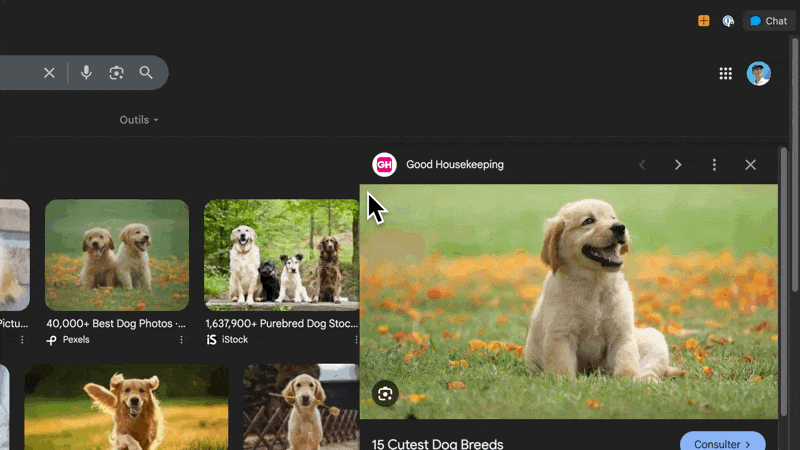 Chat
Outils
GH Good Housekeeping
Pictu...
40,000+ Best Dog Photos ·...
Pexels
1,637,900+ Purebred Dog Stoc...
iS iStock
15 Cutest Dog Breeds
Consulter